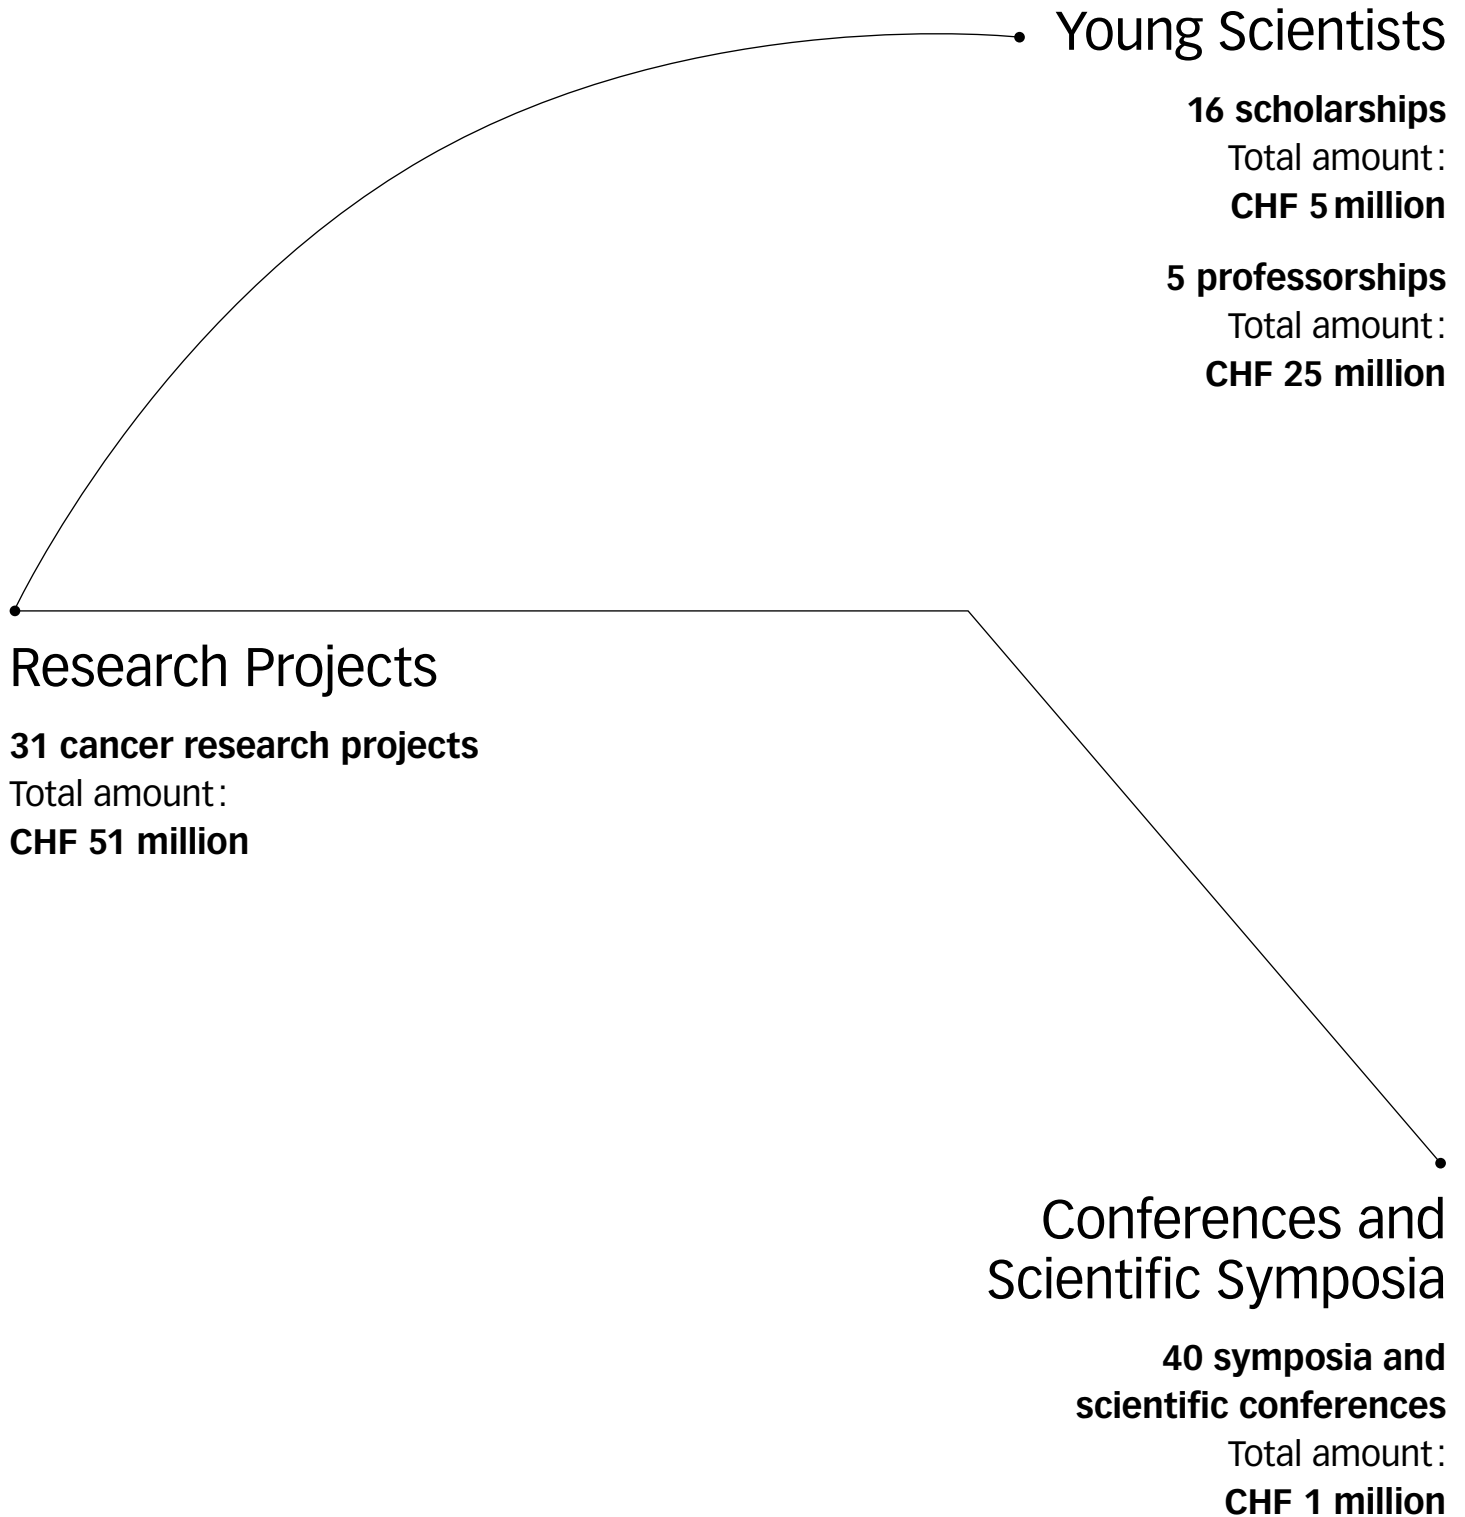 Young Scientists
16 scholarships
Total amount:
CHF 5 million
5 professorships
Total amount:
CHF 25 million
Research Projects
31 cancer research projects
Total amount:
CHF 51 million
Conferences and
Scientific Symposia
40 symposia and
scientific conferences
Total amount:
CHF 1 million